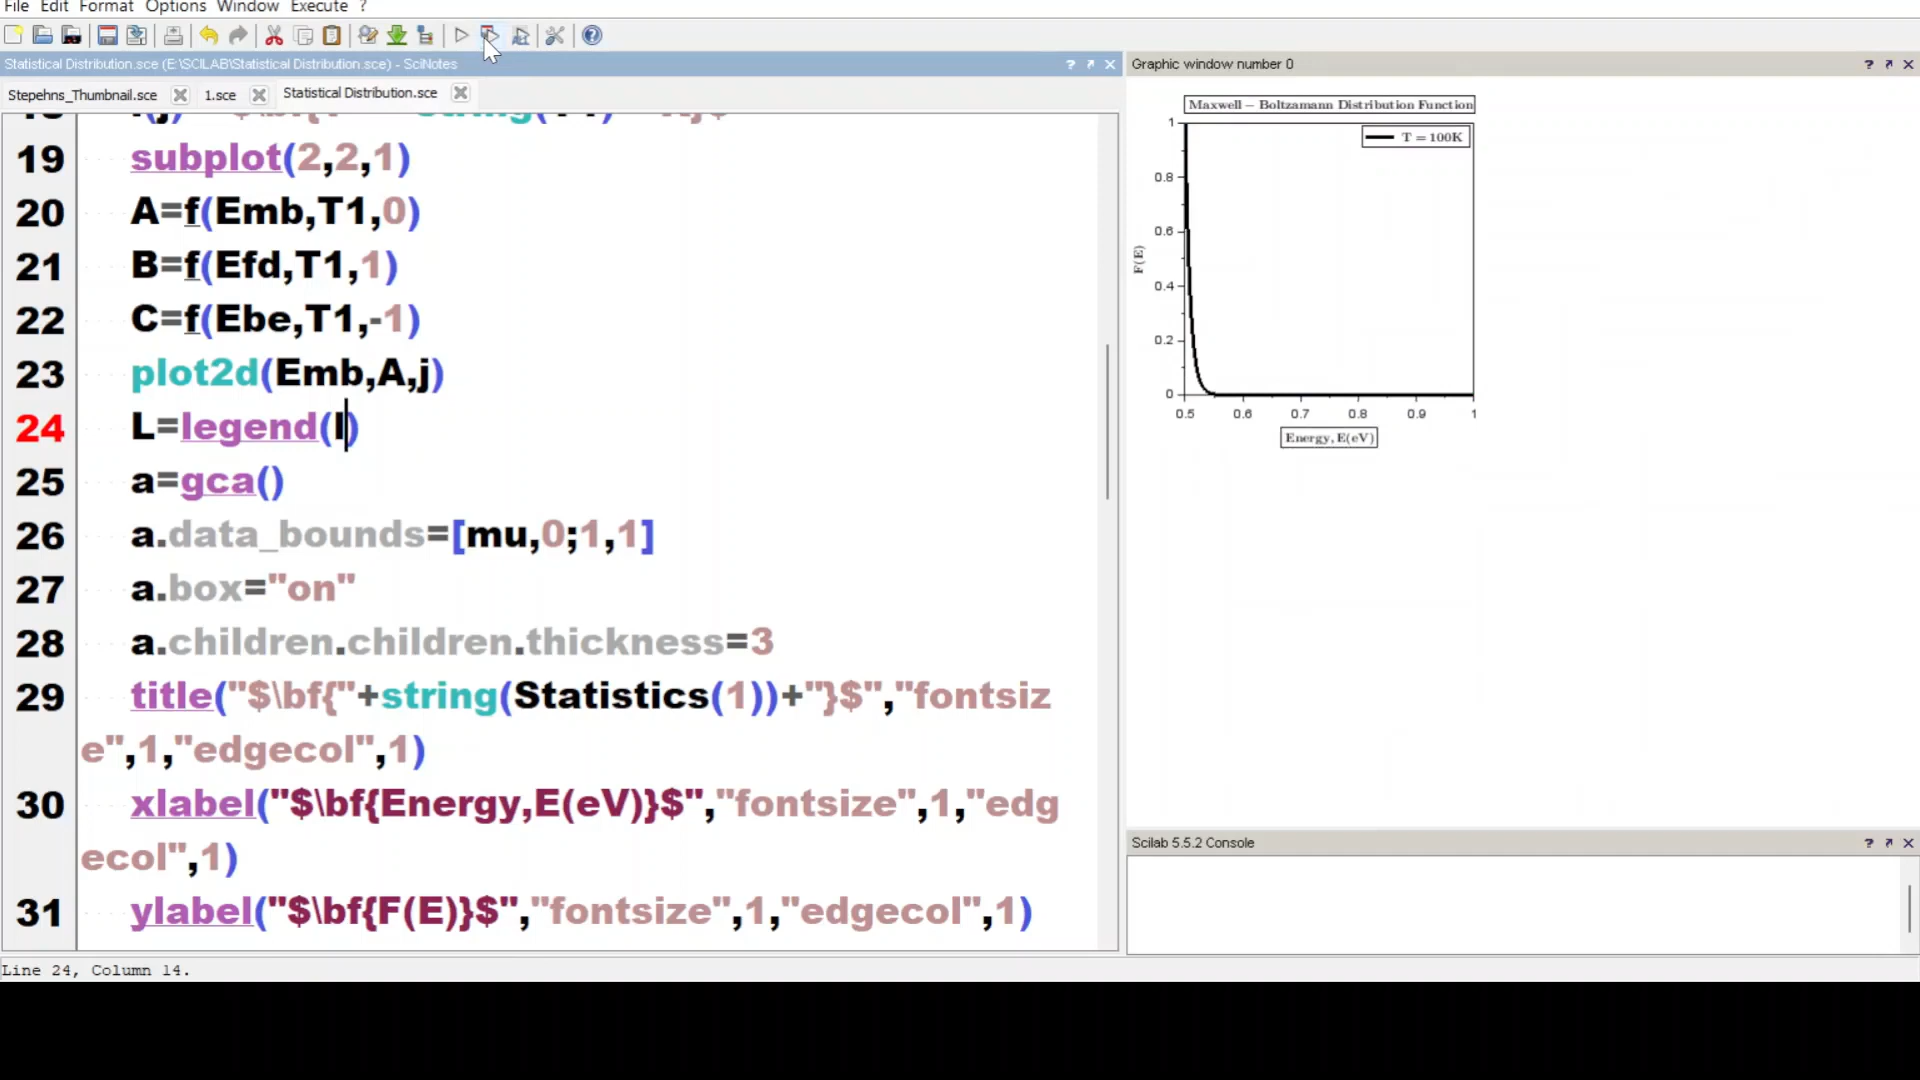 File Edit Format Options Window Execute ?
Statistical Distribution.sce (E:\SCILAB\Statistical Distribution.sce) - SciNotes
Stepehns_Thumbnail.sce 1.sce Statistical Distribution.sce
19 subplot(2,2,1)
20 A=f(Emb,T1,0)
21 B=f(Efd,T1,1)
22 C=f(Ebe,T1,-1)
23 plot2d(Emb,A,j)
24 L=legend(l)
25 a=gca()
26 a.data_bounds=[mu,0;1,1]
27 a.box="on"
28 a.children.children.thickness=3
29 title("$\bf{"+string(Statistics(1))+"}$","fontsiz
e",1,"edgecol",1)
30 xlabel("$\bf{Energy,E(eV)}$","fontsize",1,"edg
ecol",1)
31 ylabel("$\bf{F(E)}$","fontsize",1,"edgecol",1)
Line 24, Column 14.
Graphic window number 0
Maxwell − Boltzamann Distribution Function
T = 100K
1
0.8
0.6
0.4
0.2
0
F(E)
0.5 0.6 0.7 0.8 0.9 1
Energy, E(eV)
Scilab 5.5.2 Console